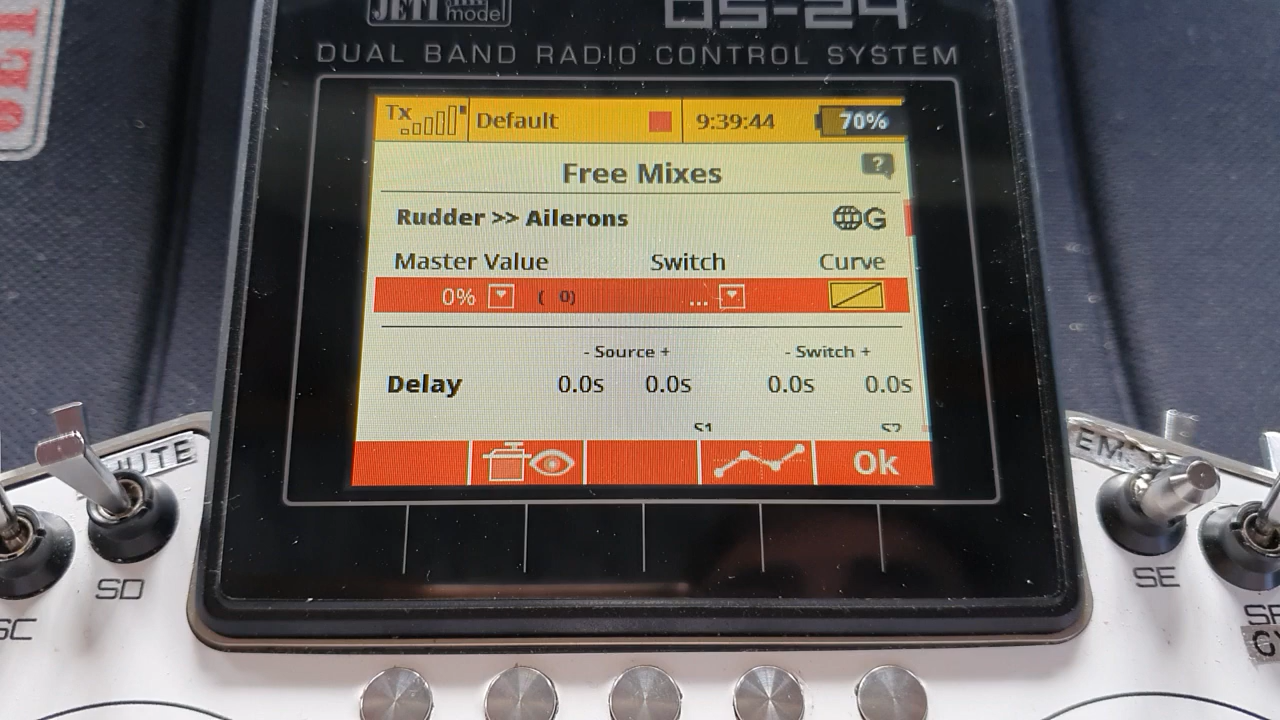 JETI model
DS-24
DUAL BAND RADIO CONTROL SYSTEM
Tx Default 9:39:44 70%
Free Mixes ?
Rudder >> Ailerons G
Master Value Switch Curve
0% ( 0) ...
- Source + - Switch +
Delay 0.0s 0.0s 0.0s 0.0s
S1 S2
Ok
SD
SC
SE